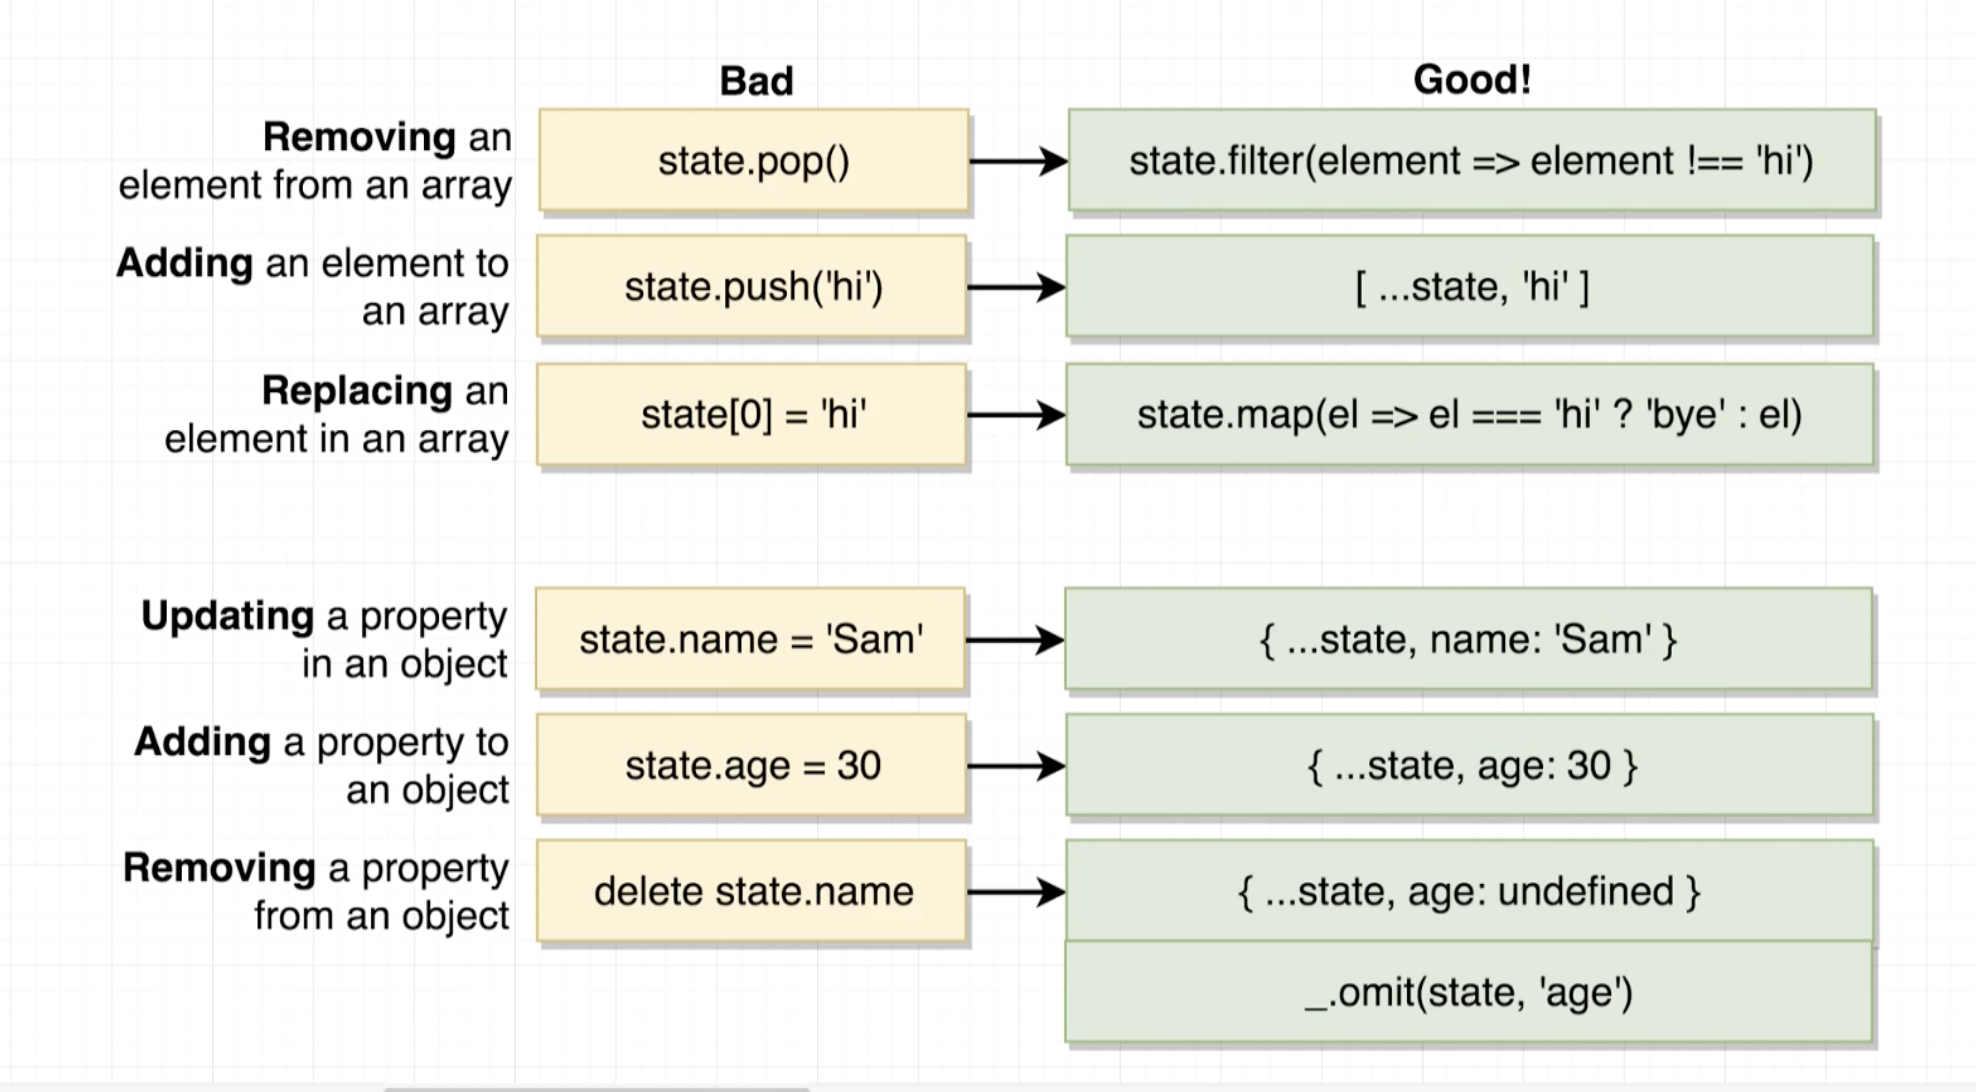 Bad
Good!
Removing an
element from an array
state.pop()
state.filter(element => element !== 'hi')
Adding an element to
an array
state.push('hi')
[ ...state, 'hi' ]
Replacing an
element in an array
state[0] = 'hi'
state.map(el => el === 'hi' ? 'bye' : el)
Updating a property
in an object
state.name = 'Sam'
{ ...state, name: 'Sam' }
Adding a property to
an object
state.age = 30
{ ...state, age: 30 }
Removing a property
from an object
delete state.name
{ ...state, age: undefined }
_.omit(state, 'age')